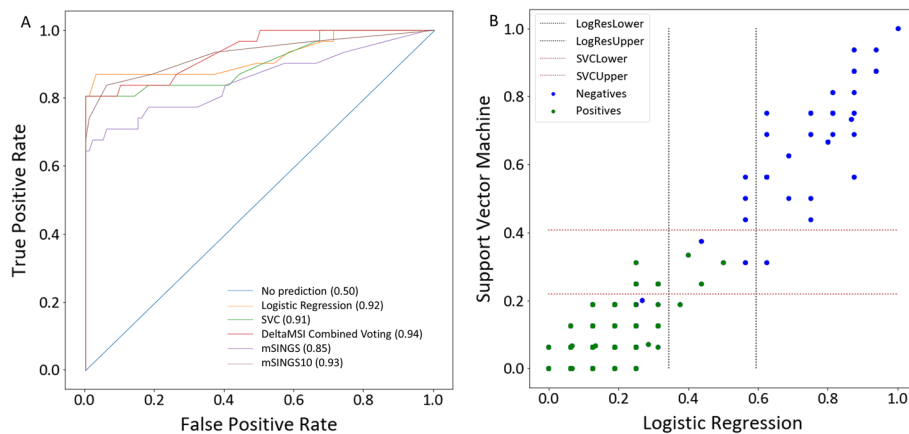 A
True Positive Rate
1.0
0.8
0.6
0.4
0.2
0.0
No prediction (0.50)
Logistic Regression (0.92)
SVC (0.91)
DeltaMSI Combined Voting (0.94)
mSINGS (0.85)
mSINGS10 (0.93)
0.0 0.2 0.4 0.6 0.8 1.0
False Positive Rate
B
Support Vector Machine
1.0
0.8
0.6
0.4
0.2
0.0
LogResLower
LogResUpper
SVCLower
SVCUpper
Negatives
Positives
0.0 0.2 0.4 0.6 0.8 1.0
Logistic Regression